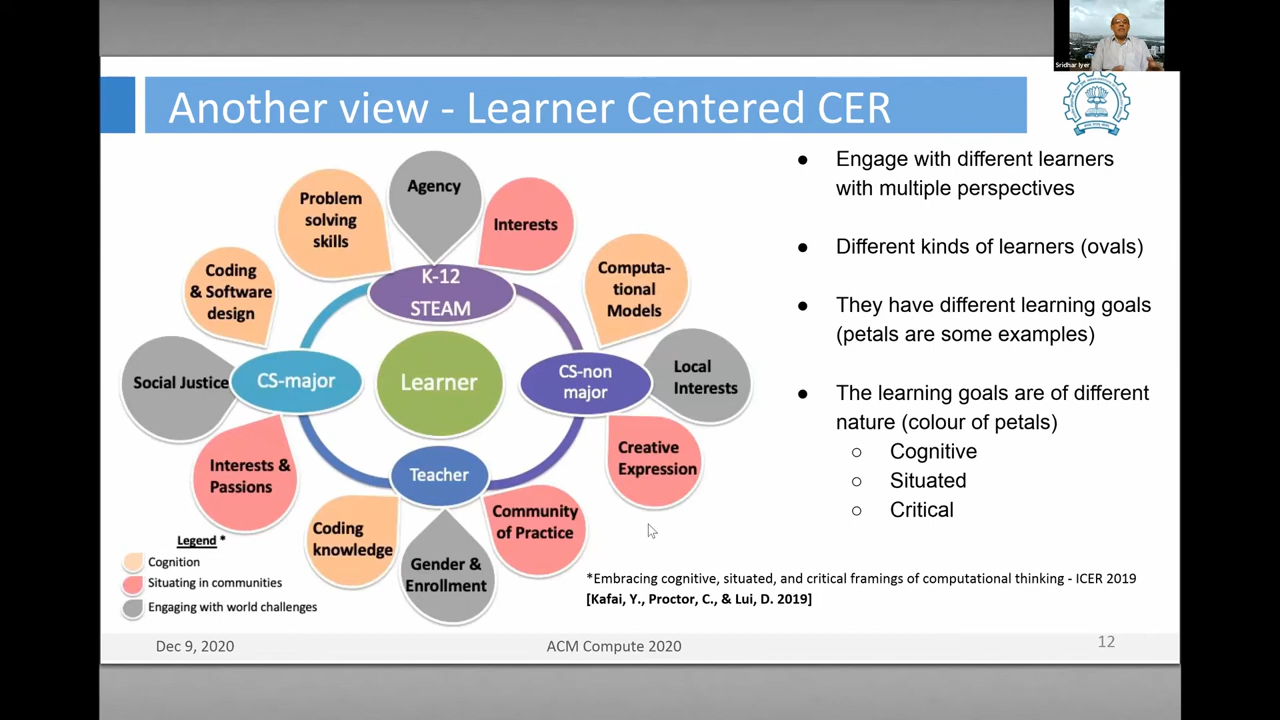 Sridhar Iyer
Another view - Learner Centered CER
Agency
Problem
solving
skills
Interests
Coding
& Software
design
K-12
STEAM
Computa-
tional
Models
Social Justice
CS-major
Learner
CS-non
major
Local
Interests
Interests &
Passions
Teacher
Creative
Expression
Coding
knowledge
Gender &
Enrollment
Community
of Practice
Legend *
Cognition
Situating in communities
Engaging with world challenges
● Engage with different learners
with multiple perspectives
● Different kinds of learners (ovals)
● They have different learning goals
(petals are some examples)
● The learning goals are of different
nature (colour of petals)
○ Cognitive
○ Situated
○ Critical
*Embracing cognitive, situated, and critical framings of computational thinking - ICER 2019
[Kafai, Y., Proctor, C., & Lui, D. 2019]
Dec 9, 2020
ACM Compute 2020
12